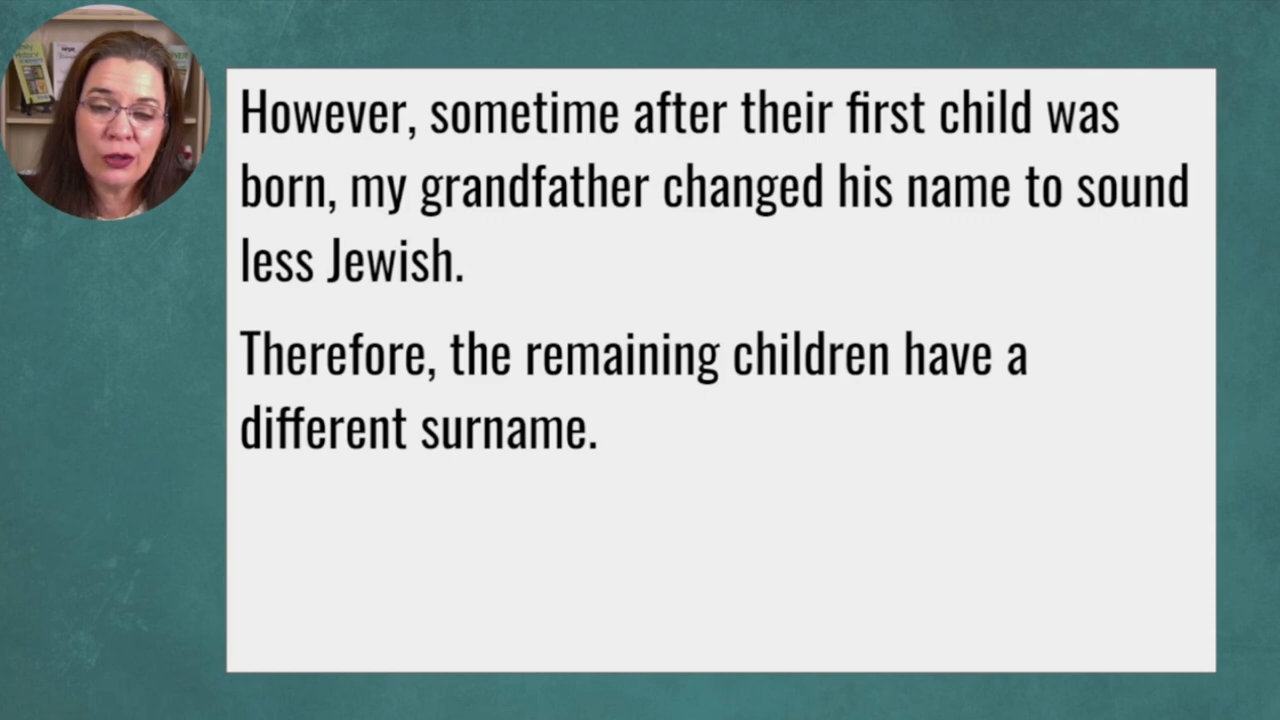 However, sometime after their first child was
born, my grandfather changed his name to sound
less Jewish.
Therefore, the remaining children have a
different surname.